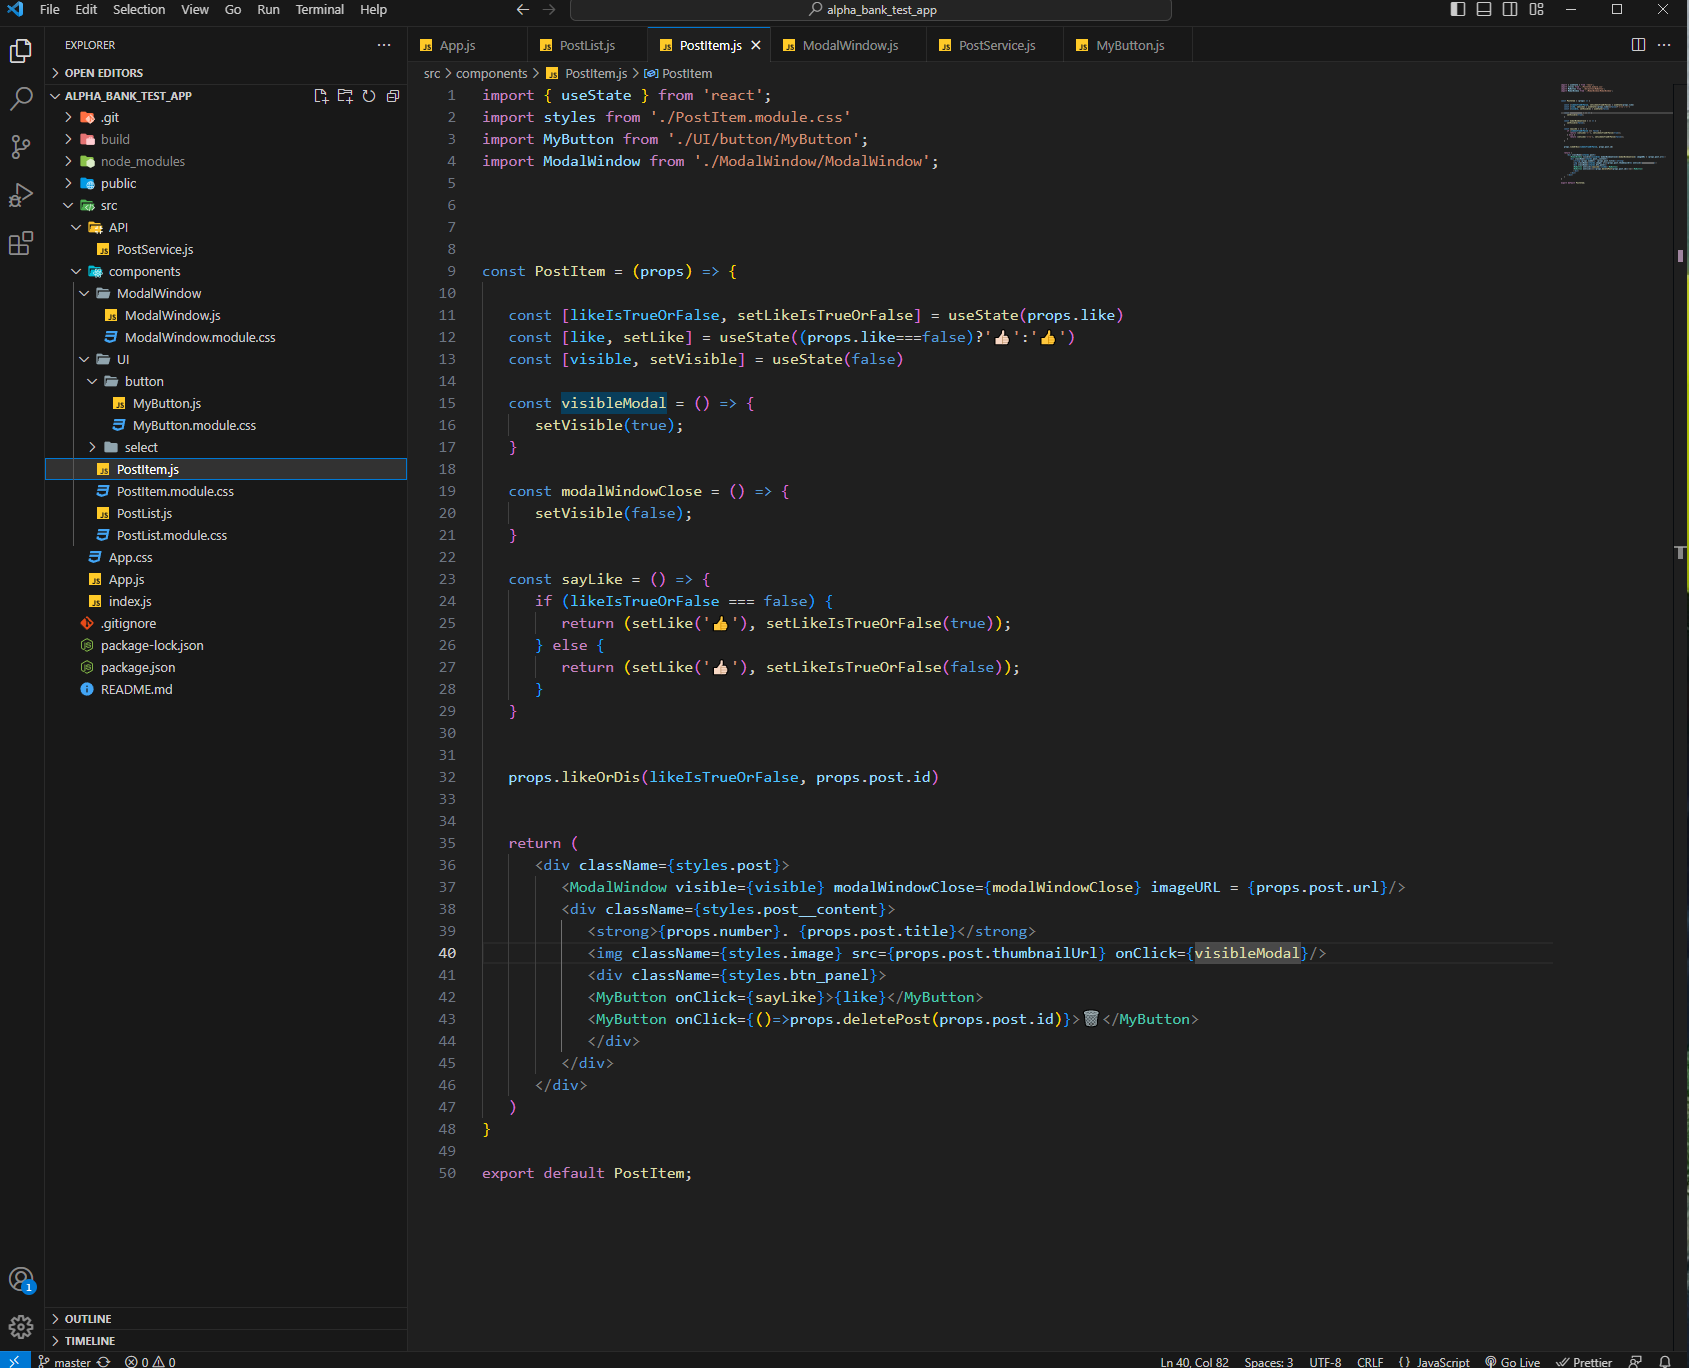 File Edit Selection View Go Run Terminal Help
alpha_bank_test_app
EXPLORER
OPEN EDITORS
ALPHA_BANK_TEST_APP
.git
build
node_modules
public
src
API
PostService.js
components
ModalWindow
ModalWindow.js
ModalWindow.module.css
UI
button
MyButton.js
MyButton.module.css
select
PostItem.js
PostItem.module.css
PostList.js
PostList.module.css
App.css
App.js
index.js
.gitignore
package-lock.json
package.json
README.md
OUTLINE
TIMELINE
App.js PostList.js PostItem.js ModalWindow.js PostService.js MyButton.js
src > components > PostItem.js > PostItem
1 import { useState } from 'react';
2 import styles from './PostItem.module.css'
3 import MyButton from './UI/button/MyButton';
4 import ModalWindow from './ModalWindow/ModalWindow';
5
6
7
8
9 const PostItem = (props) => {
10
11 const [likeIsTrueOrFalse, setLikeIsTrueOrFalse] = useState(props.like)
12 const [like, setLike] = useState((props.like===false)?'👍🏻':'👍')
13 const [visible, setVisible] = useState(false)
14
15 const visibleModal = () => {
16 setVisible(true);
17 }
18
19 const modalWindowClose = () => {
20 setVisible(false);
21 }
22
23 const sayLike = () => {
24 if (likeIsTrueOrFalse === false) {
25 return (setLike('👍'), setLikeIsTrueOrFalse(true));
26 } else {
27 return (setLike('👍🏻'), setLikeIsTrueOrFalse(false));
28 }
29 }
30
31
32 props.likeOrDis(likeIsTrueOrFalse, props.post.id)
33
34
35 return (
36 <div className={styles.post}>
37 <ModalWindow visible={visible} modalWindowClose={modalWindowClose} imageURL = {props.post.url}/>
38 <div className={styles.post__content}>
39 <strong>{props.number}. {props.post.title}</strong>
40 <img className={styles.image} src={props.post.thumbnailUrl} onClick={visibleModal}/>
41 <div className={styles.btn_panel}>
42 <MyButton onClick={sayLike}>{like}</MyButton>
43 <MyButton onClick={()=>props.deletePost(props.post.id)}>🗑️</MyButton>
44 </div>
45 </div>
46 </div>
47 )
48 }
49
50 export default PostItem;
1
master 0 0 Ln 40, Col 82 Spaces: 3 UTF-8 CRLF {} JavaScript Go Live Prettier